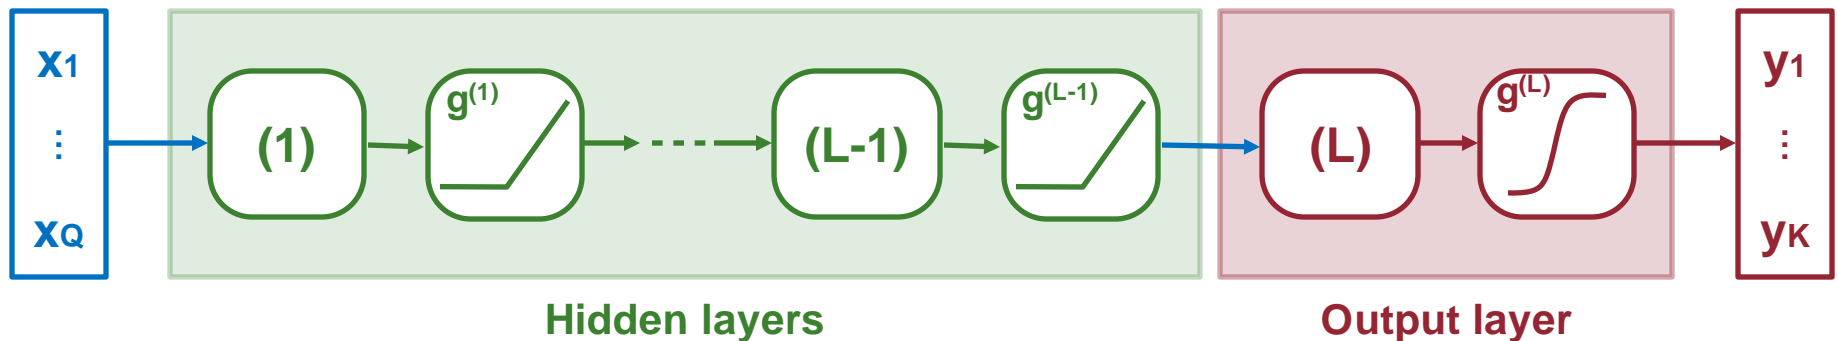 x1
⋮
xQ
(1)
g(1)
(L-1)
g(L-1)
(L)
g(L)
y1
⋮
yK
Hidden layers
Output layer